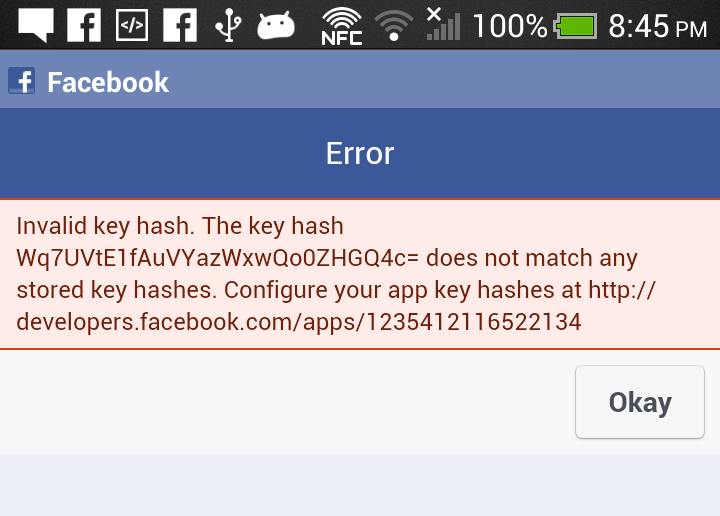 NFC 100% 8:45 PM
Facebook
Error
Invalid key hash. The key hash
Wq7UVtE1fAuVYazWxwQo0ZHGQ4c= does not match any
stored key hashes. Configure your app key hashes at http://
developers.facebook.com/apps/1235412116522134
Okay